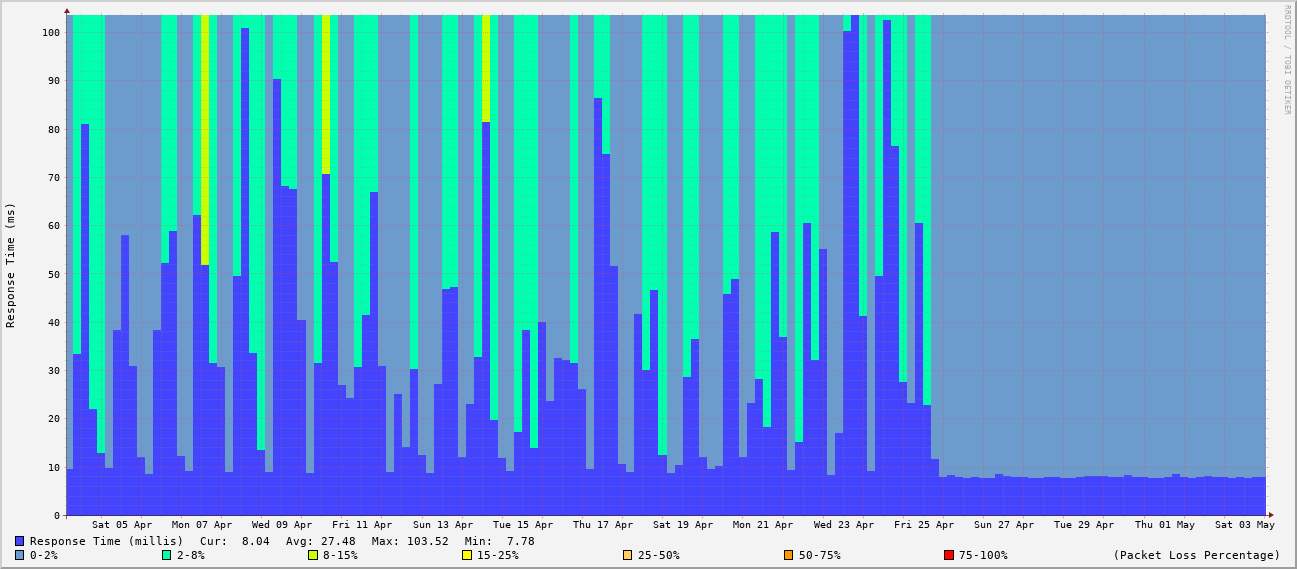 RRDTOOL / TOBI OETIKER
Response Time (ms)
100
90
80
70
60
50
40
30
20
10
0
Sat 05 Apr Mon 07 Apr Wed 09 Apr Fri 11 Apr Sun 13 Apr Tue 15 Apr Thu 17 Apr Sat 19 Apr Mon 21 Apr Wed 23 Apr Fri 25 Apr Sun 27 Apr Tue 29 Apr Thu 01 May Sat 03 May
Response Time (millis) Cur: 8.04 Avg: 27.48 Max: 103.52 Min: 7.78
0-2% 2-8% 8-15% 15-25% 25-50% 50-75% 75-100% (Packet Loss Percentage)